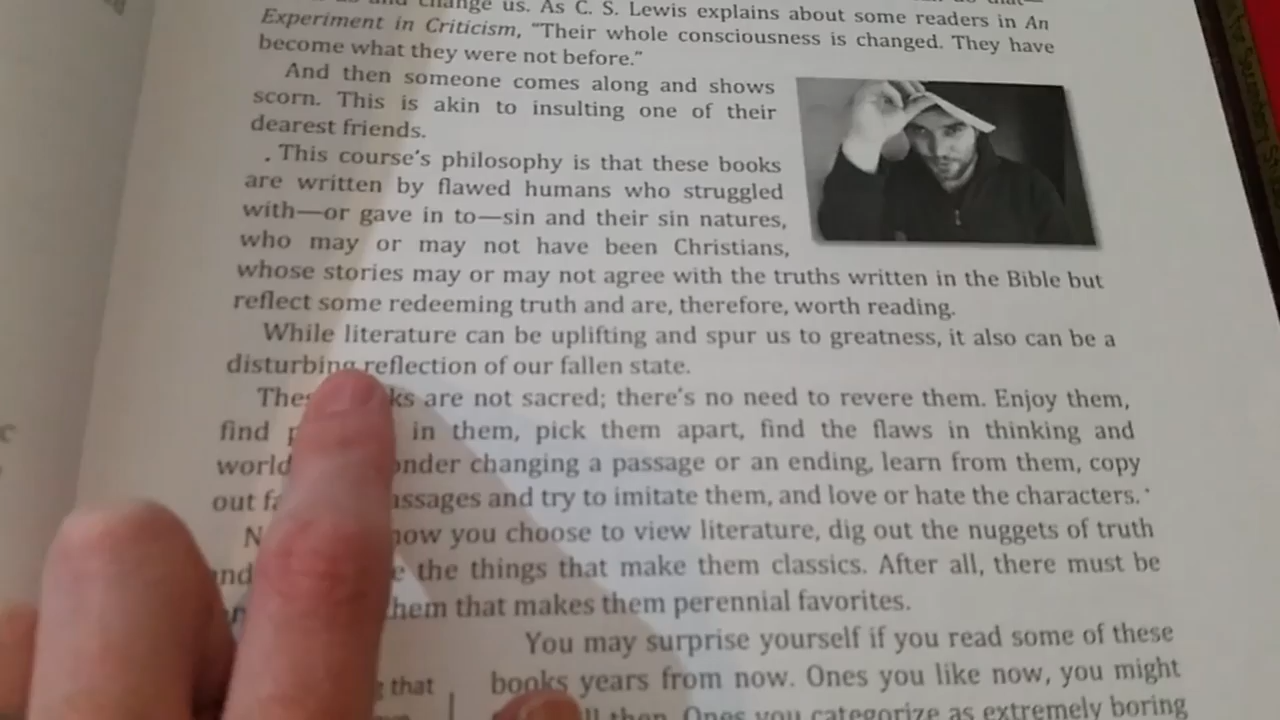 change us. As C. S. Lewis explains about some readers in An
Experiment in Criticism, “Their whole consciousness is changed. They have
become what they were not before.”
And then someone comes along and shows
scorn. This is akin to insulting one of their
dearest friends.
. This course’s philosophy is that these books
are written by flawed humans who struggled
with—or gave in to—sin and their sin natures,
who may or may not have been Christians,
whose stories may or may not agree with the truths written in the Bible but
reflect some redeeming truth and are, therefore, worth reading.
While literature can be uplifting and spur us to greatness, it also can be a
disturbing reflection of our fallen state.
are not sacred; there’s no need to revere them. Enjoy them,
find in them, pick them apart, find the flaws in thinking and
changing a passage or an ending, learn from them, copy
out and try to imitate them, and love or hate the characters.
how you choose to view literature, dig out the nuggets of truth
the things that make them classics. After all, there must be
them that makes them perennial favorites.
You may surprise yourself if you read some of these
that books years from now. Ones you like now, you might
then. Ones you categorize as extremely boring